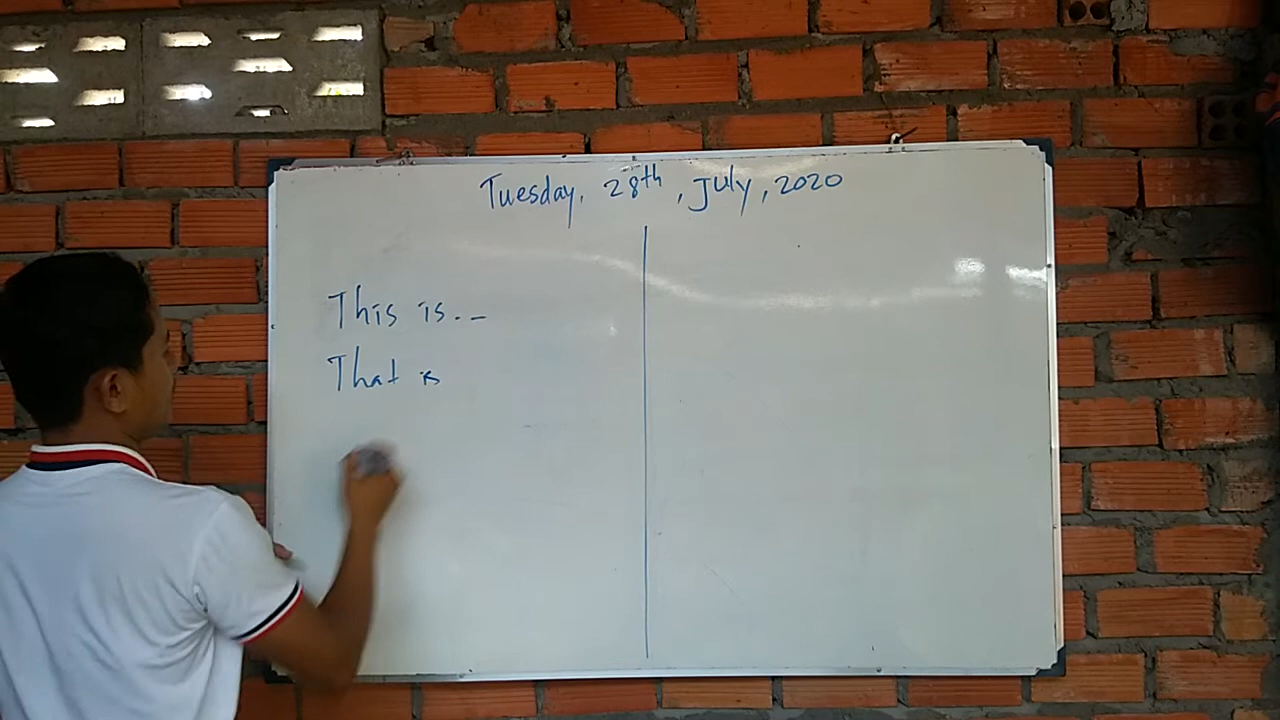 Tuesday, 28th, July, 2020
This is..-
That is